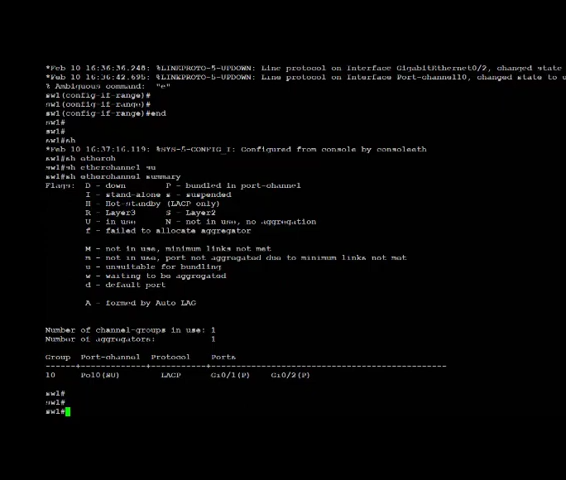 *Feb 10 16:36:36.248: %LINEPROTO-5-UPDOWN: Line protocol on Interface GigabitEthernet0/2, changed state
*Feb 10 16:36:42.695: %LINEPROTO-5-UPDOWN: Line protocol on Interface Port-channel10, changed state to u
% Ambiguous command:  "e"
sw1(config-if-range)#
sw1(config-if-range)#
sw1(config-if-range)#end
sw1#
sw1#
sw1#sh
*Feb 10 16:37:16.119: %SYS-5-CONFIG_I: Configured from console by console
sw1#sh etherch
sw1#sh etherchannel su
sw1#sh etherchannel summary
Flags:  D - down        P - bundled in port-channel
I - stand-alone s - suspended
H - Hot-standby (LACP only)
R - Layer3      S - Layer2
U - in use      N - not in use, no aggregation
f - failed to allocate aggregator
M - not in use, minimum links not met
m - not in use, port not aggregated due to minimum links not met
u - unsuitable for bundling
w - waiting to be aggregated
d - default port
A - formed by Auto LAG
Number of channel-groups in use: 1
Number of aggregators:           1
Group  Port-channel  Protocol    Ports
------+-------------+-----------+-----------------------------------------------
10     Po10(SU)        LACP      Gi0/1(P)    Gi0/2(P)
sw1#
sw1#
sw1#